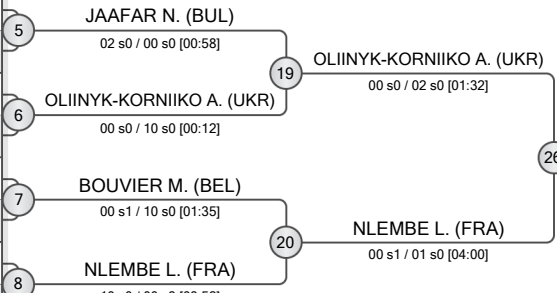 JAAFAR N. (BUL)
5
02 s0 / 00 s0 [00:58]
19
OLIINYK-KORNIIKO A. (UKR)
00 s0 / 02 s0 [01:32]
OLIINYK-KORNIIKO A. (UKR)
6
00 s0 / 10 s0 [00:12]
26
BOUVIER M. (BEL)
7
00 s1 / 10 s0 [01:35]
20
NLEMBE L. (FRA)
00 s1 / 01 s0 [04:00]
NLEMBE L. (FRA)
8